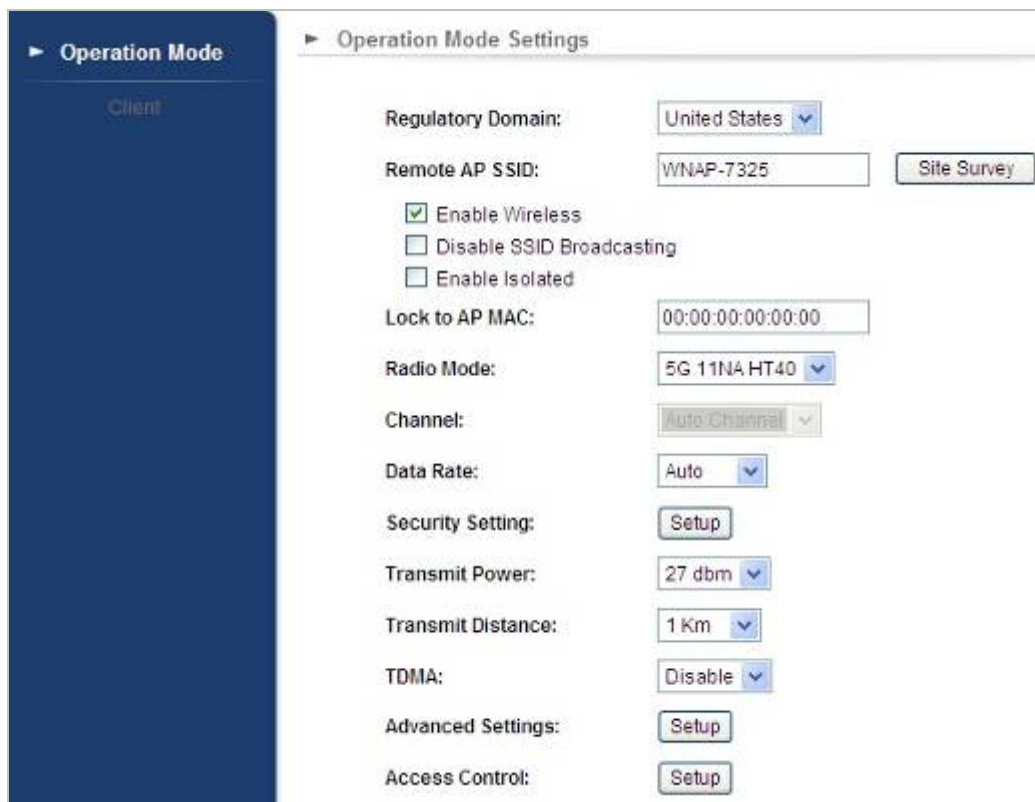 Operation Mode
Client
Operation Mode Settings
Regulatory Domain: United States
Remote AP SSID: WNAP-7325 Site Survey
Enable Wireless
Disable SSID Broadcasting
Enable Isolated
Lock to AP MAC: 00:00:00:00:00:00
Radio Mode: 5G 11NA HT40
Channel: Auto Channel
Data Rate: Auto
Security Setting: Setup
Transmit Power: 27 dbm
Transmit Distance: 1 Km
TDMA: Disable
Advanced Settings: Setup
Access Control: Setup